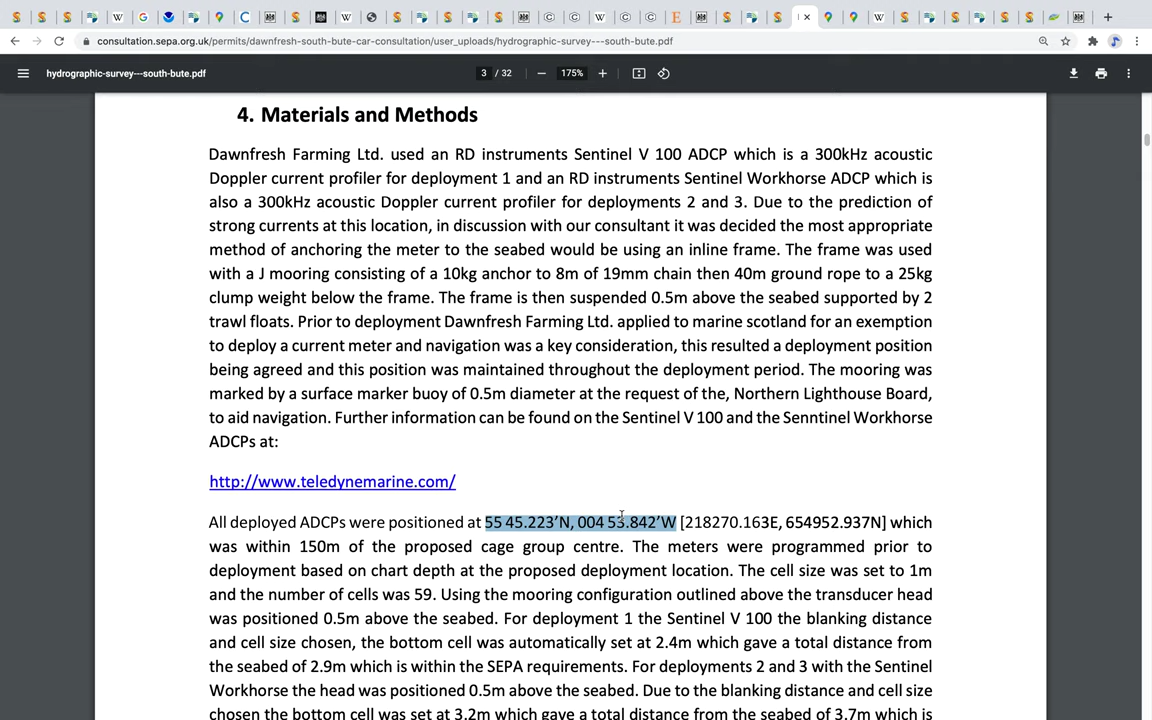 consultation.sepa.org.uk/permits/dawnfresh-south-bute-car-consultation/user_uploads/hydrographic-survey---south-bute.pdf
hydrographic-survey---south-bute.pdf
3 / 32
175%
4. Materials and Methods
Dawnfresh Farming Ltd. used an RD instruments Sentinel V 100 ADCP which is a 300kHz acoustic
Doppler current profiler for deployment 1 and an RD instruments Sentinel Workhorse ADCP which is
also a 300kHz acoustic Doppler current profiler for deployments 2 and 3. Due to the prediction of
strong currents at this location, in discussion with our consultant it was decided the most appropriate
method of anchoring the meter to the seabed would be using an inline frame. The frame was used
with a J mooring consisting of a 10kg anchor to 8m of 19mm chain then 40m ground rope to a 25kg
clump weight below the frame. The frame is then suspended 0.5m above the seabed supported by 2
trawl floats. Prior to deployment Dawnfresh Farming Ltd. applied to marine scotland for an exemption
to deploy a current meter and navigation was a key consideration, this resulted a deployment position
being agreed and this position was maintained throughout the deployment period. The mooring was
marked by a surface marker buoy of 0.5m diameter at the request of the, Northern Lighthouse Board,
to aid navigation. Further information can be found on the Sentinel V 100 and the Senntinel Workhorse
ADCPs at:
http://www.teledynemarine.com/
All deployed ADCPs were positioned at 55 45.223’N, 004 53.842’W [218270.163E, 654952.937N] which
was within 150m of the proposed cage group centre. The meters were programmed prior to
deployment based on chart depth at the proposed deployment location. The cell size was set to 1m
and the number of cells was 59. Using the mooring configuration outlined above the transducer head
was positioned 0.5m above the seabed. For deployment 1 the Sentinel V 100 the blanking distance
and cell size chosen, the bottom cell was automatically set at 2.4m which gave a total distance from
the seabed of 2.9m which is within the SEPA requirements. For deployments 2 and 3 with the Sentinel
Workhorse the head was positioned 0.5m above the seabed. Due to the blanking distance and cell size
chosen the bottom cell was set at 3.2m which gave a total distance from the seabed of 3.7m which is